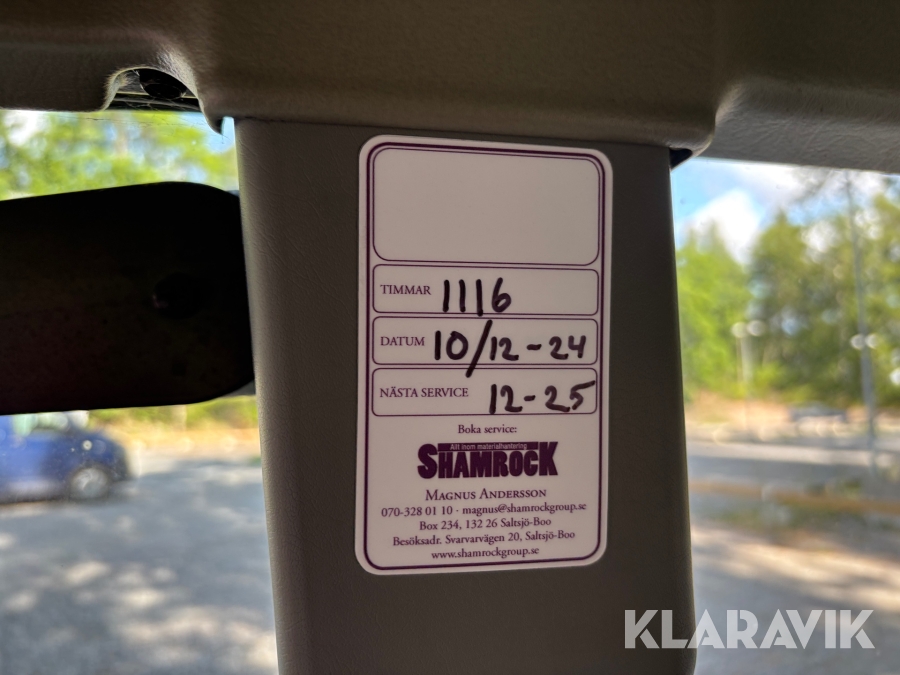 TIMMAR 1116
DATUM 10/12-24
NÄSTA SERVICE 12-25
Boka service:
Allt inom materialhantering
SHAMROCK
MAGNUS ANDERSSON
070-328 01 10 · magnus@shamrockgroup.se
Box 234, 132 26 Saltsjö-Boo
Besöksadr. Svarvarvägen 20, Saltsjö-Boo
www.shamrockgroup.se
KLARAVIK